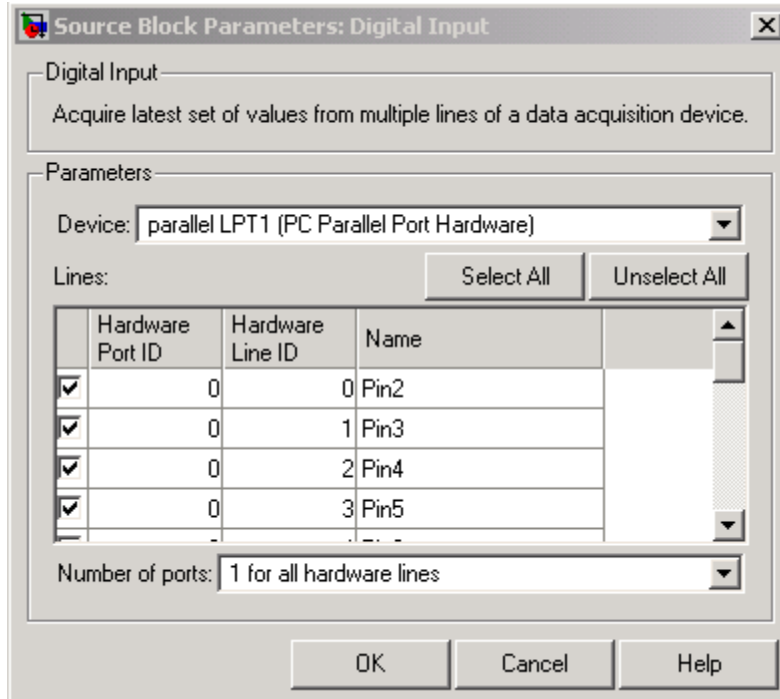 Source Block Parameters: Digital Input
Digital Input
Acquire latest set of values from multiple lines of a data acquisition device.
Parameters
Device: parallel LPT1 (PC Parallel Port Hardware)
Lines: Select All Unselect All
Hardware Port ID Hardware Line ID Name
0 0 Pin2
0 1 Pin3
0 2 Pin4
0 3 Pin5
Number of ports: 1 for all hardware lines
OK Cancel Help